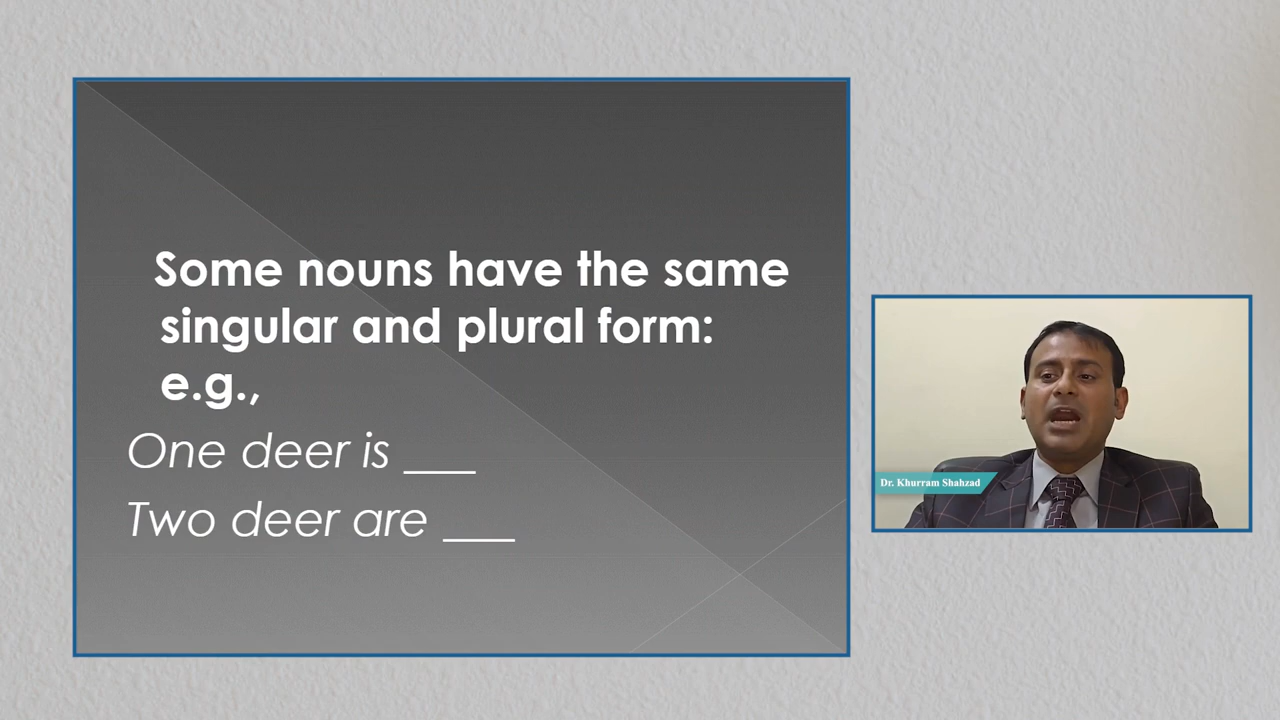 Some nouns have the same
singular and plural form:
e.g.,
One deer is ___
Two deer are ___
Dr. Khurram Shahzad